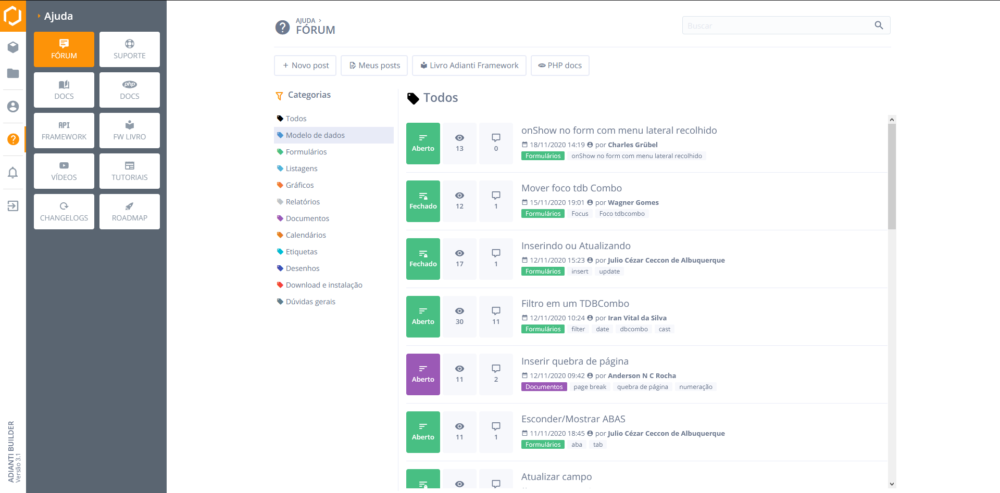 Ajuda
FÓRUM
SUPORTE
DOCS
php
DOCS
API
FRAMEWORK
FW LIVRO
VÍDEOS
TUTORIAIS
CHANGELOGS
ROADMAP
ADIANTI BUILDER
Versão 3.1
AJUDA ›
FÓRUM
Buscar
+ Novo post
Meus posts
Livro Adianti Framework
PHP docs
Categorias
Todos
Modelo de dados
Formulários
Listagens
Gráficos
Relatórios
Documentos
Calendários
Etiquetas
Desenhos
Download e instalação
Dúvidas gerais
Todos
Aberto 13 0
onShow no form com menu lateral recolhido
18/11/2020 14:19 por Charles Grübel
Formulários onShow no form com menu lateral recolhido
Fechado 12 1
Mover foco tdb Combo
15/11/2020 19:01 por Wagner Gomes
Formulários Focus Foco tdbcombo
Fechado 17 1
Inserindo ou Atualizando
12/11/2020 15:23 por Julio Cézar Ceccon de Albuquerque
Formulários insert update
Aberto 30 11
Filtro em um TDBCombo
12/11/2020 10:24 por Iran Vital da Silva
Formulários filter date dbcombo cast
Aberto 11 2
Inserir quebra de página
12/11/2020 09:42 por Anderson N C Rocha
Documentos page break quebra de página numeração
Aberto 11 1
Esconder/Mostrar ABAS
11/11/2020 18:45 por Julio Cézar Ceccon de Albuquerque
Formulários aba tab
Atualizar campo